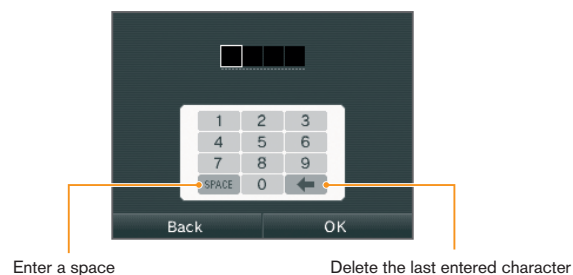 1 2 3
4 5 6
7 8 9
SPACE 0 ←
Back OK
Enter a space Delete the last entered character